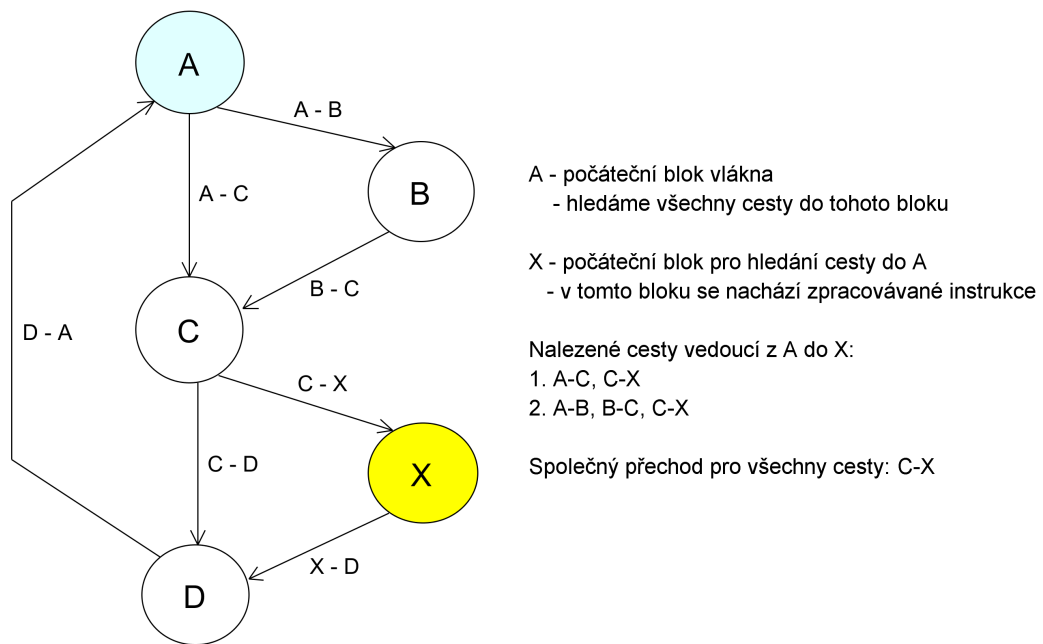 A
A - B
B
A - C
B - C
D - A
C
C - X
C - D
X
X - D
D
A - počáteční blok vlákna
- hledáme všechny cesty do tohoto bloku
X - počáteční blok pro hledání cesty do A
- v tomto bloku se nachází zpracovávané instrukce
Nalezené cesty vedoucí z A do X:
1. A-C, C-X
2. A-B, B-C, C-X
Společný přechod pro všechny cesty: C-X